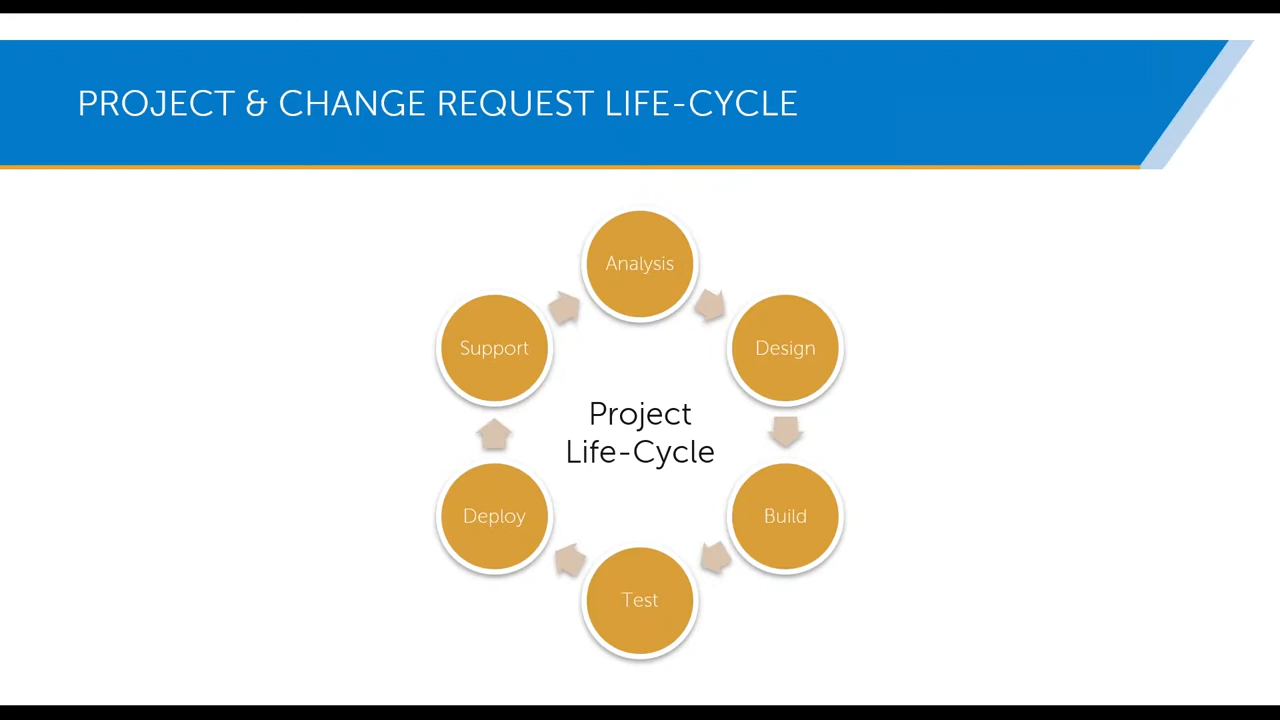 PROJECT & CHANGE REQUEST LIFE-CYCLE
Analysis
Support
Design
Project
Life-Cycle
Deploy
Build
Test